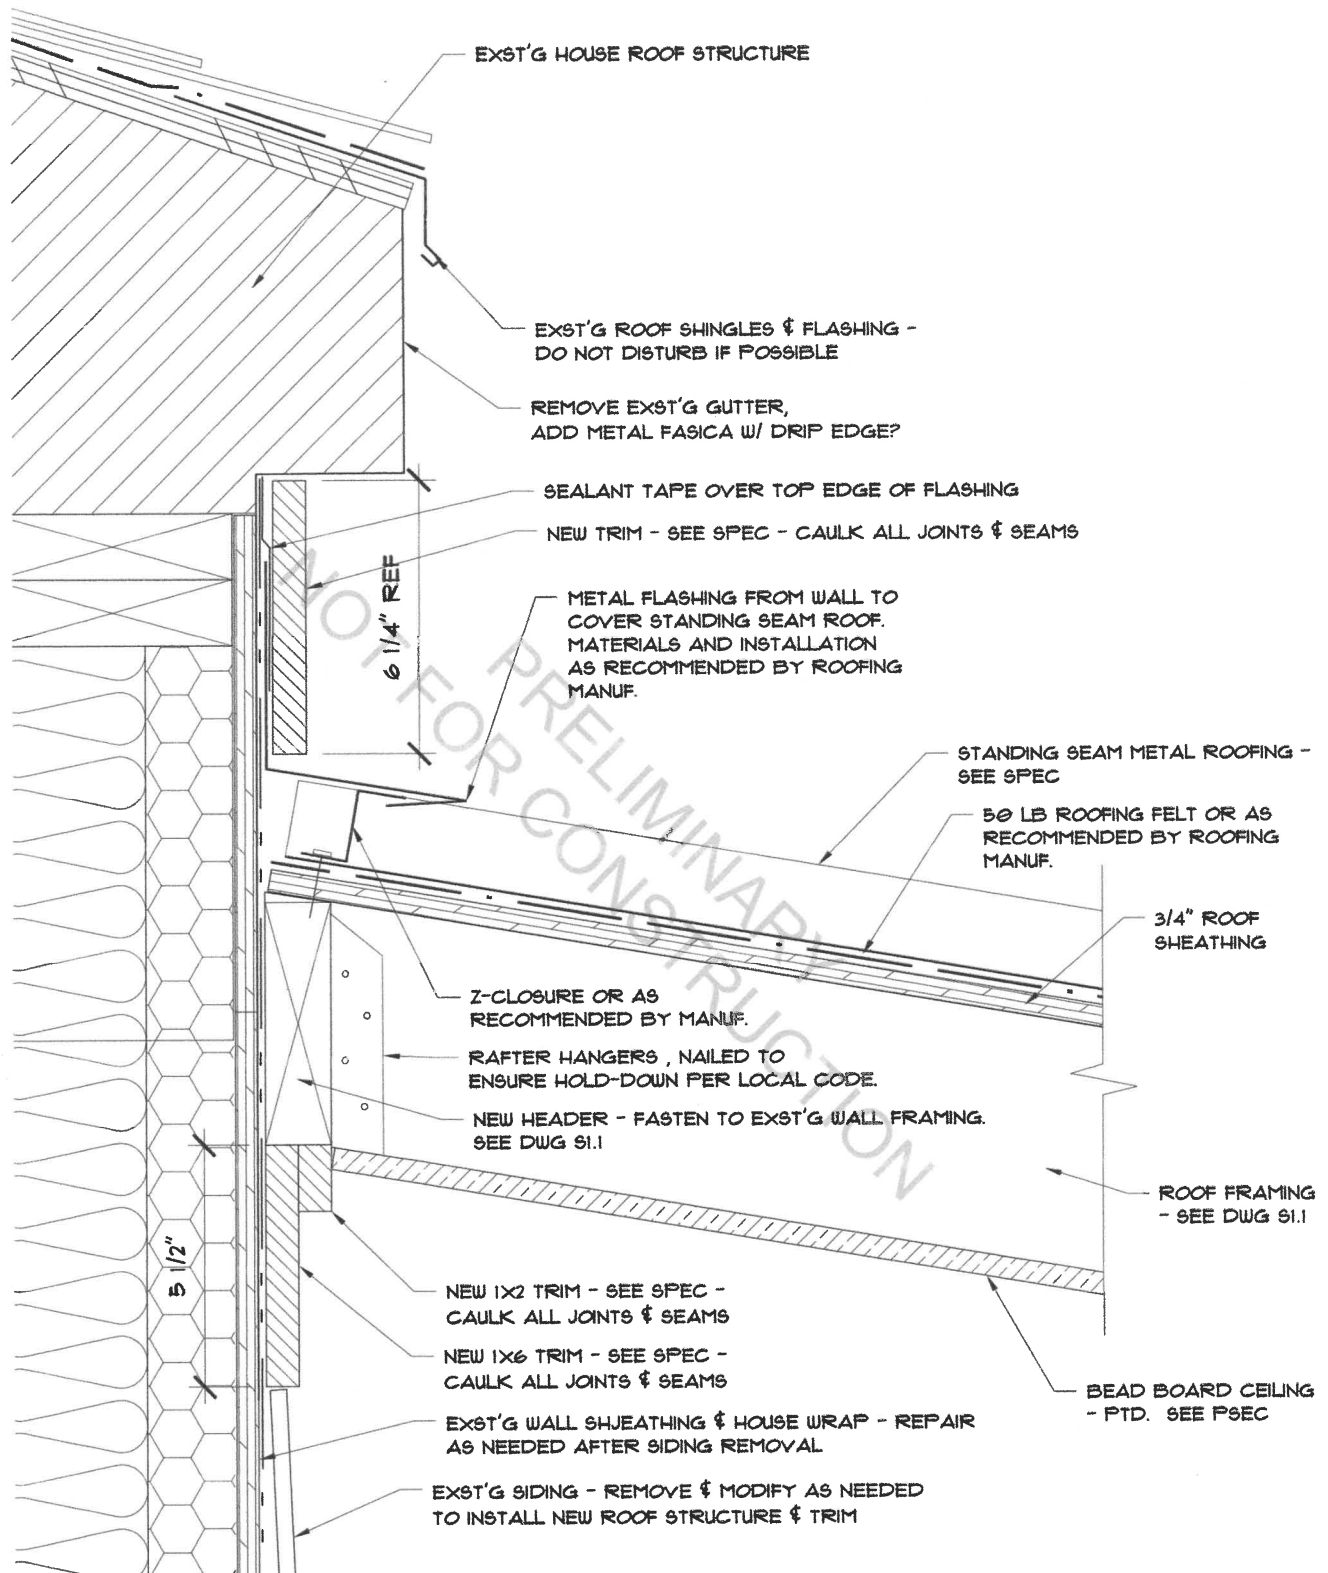 EXST'G HOUSE ROOF STRUCTURE
EXST'G ROOF SHINGLES & FLASHING -
DO NOT DISTURB IF POSSIBLE
REMOVE EXST'G GUTTER,
ADD METAL FASICA W/ DRIP EDGE?
SEALANT TAPE OVER TOP EDGE OF FLASHING
NEW TRIM - SEE SPEC - CAULK ALL JOINTS & SEAMS
6 1/4" REF
METAL FLASHING FROM WALL TO
COVER STANDING SEAM ROOF.
MATERIALS AND INSTALLATION
AS RECOMMENDED BY ROOFING
MANUF.
PRELIMINARY
NOT FOR CONSTRUCTION
STANDING SEAM METAL ROOFING -
SEE SPEC
50 LB ROOFING FELT OR AS
RECOMMENDED BY ROOFING
MANUF.
3/4" ROOF
SHEATHING
Z-CLOSURE OR AS
RECOMMENDED BY MANUF.
RAFTER HANGERS , NAILED TO
ENSURE HOLD-DOWN PER LOCAL CODE.
NEW HEADER - FASTEN TO EXST'G WALL FRAMING.
SEE DWG S1.1
ROOF FRAMING
- SEE DWG S1.1
5 1/2"
NEW 1X2 TRIM - SEE SPEC -
CAULK ALL JOINTS & SEAMS
NEW 1X6 TRIM - SEE SPEC -
CAULK ALL JOINTS & SEAMS
BEAD BOARD CEILING
- PTD. SEE PSEC
EXST'G WALL SHJEATHING & HOUSE WRAP - REPAIR
AS NEEDED AFTER SIDING REMOVAL
EXST'G SIDING - REMOVE & MODIFY AS NEEDED
TO INSTALL NEW ROOF STRUCTURE & TRIM